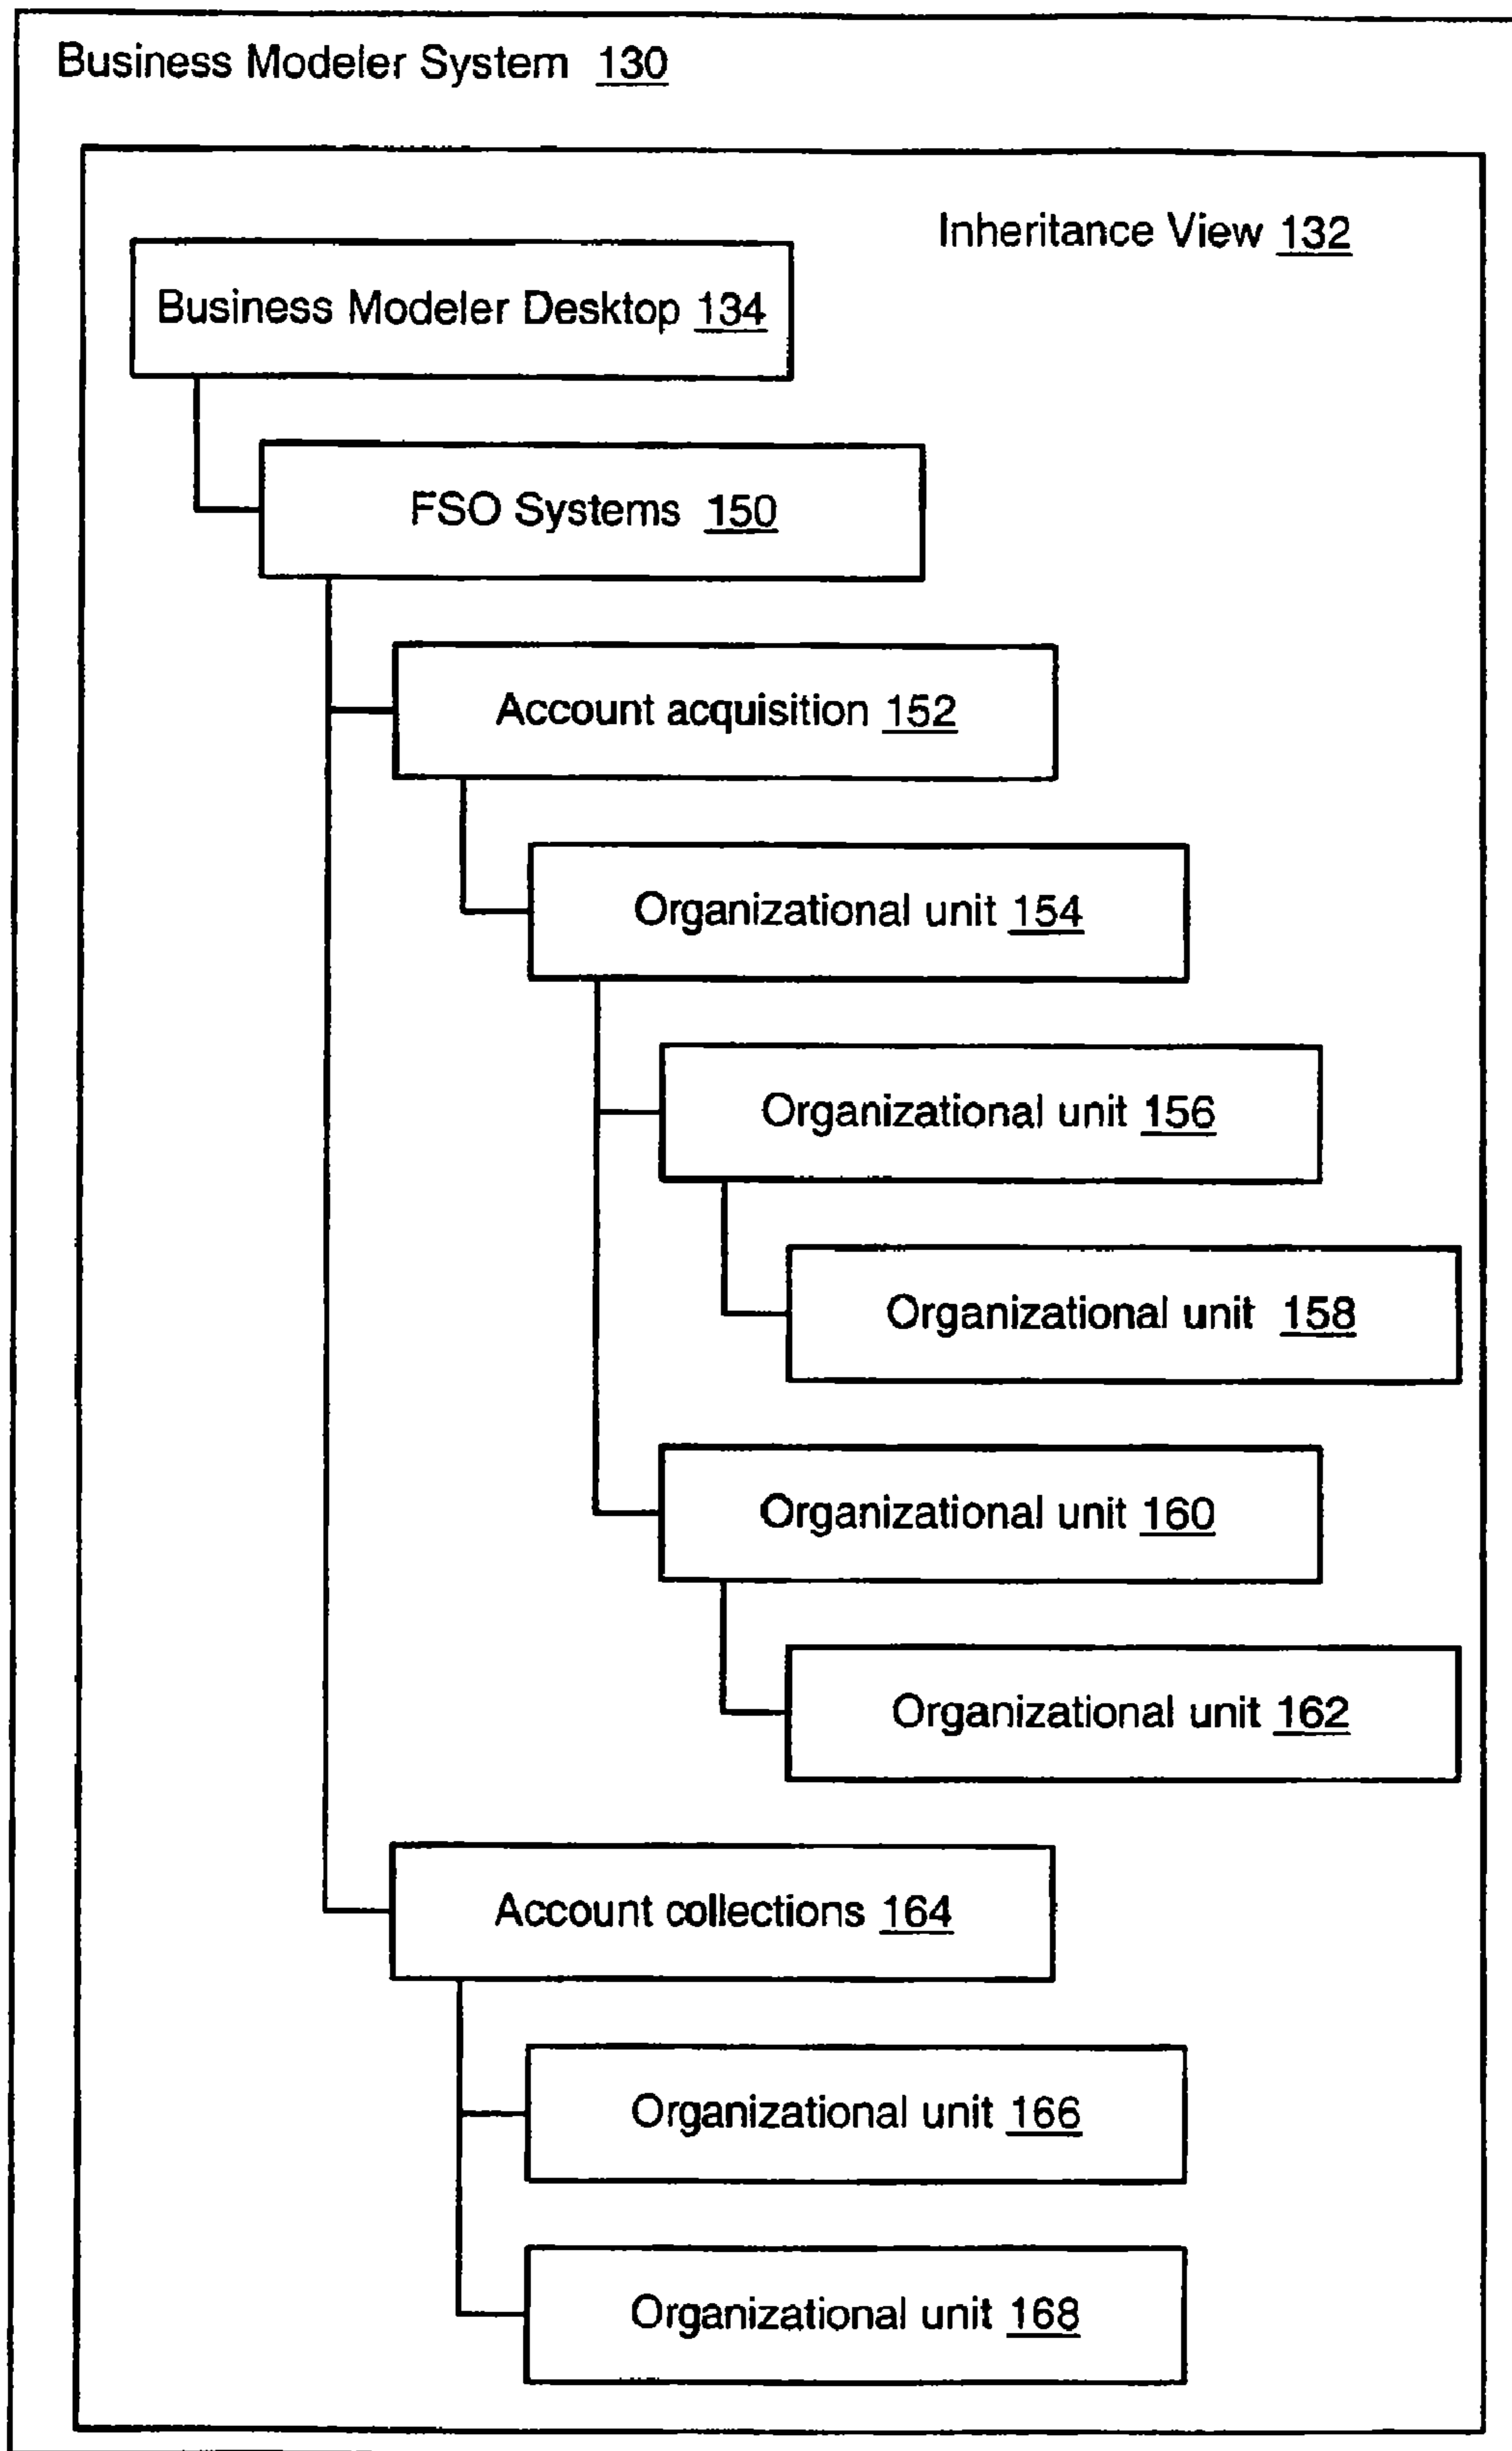 Business Modeler System 130
Inheritance View 132
Business Modeler Desktop 134
FSO Systems 150
Account acquisition 152
Organizational unit 154
Organizational unit 156
Organizational unit 158
Organizational unit 160
Organizational unit 162
Account collections 164
Organizational unit 166
Organizational unit 168